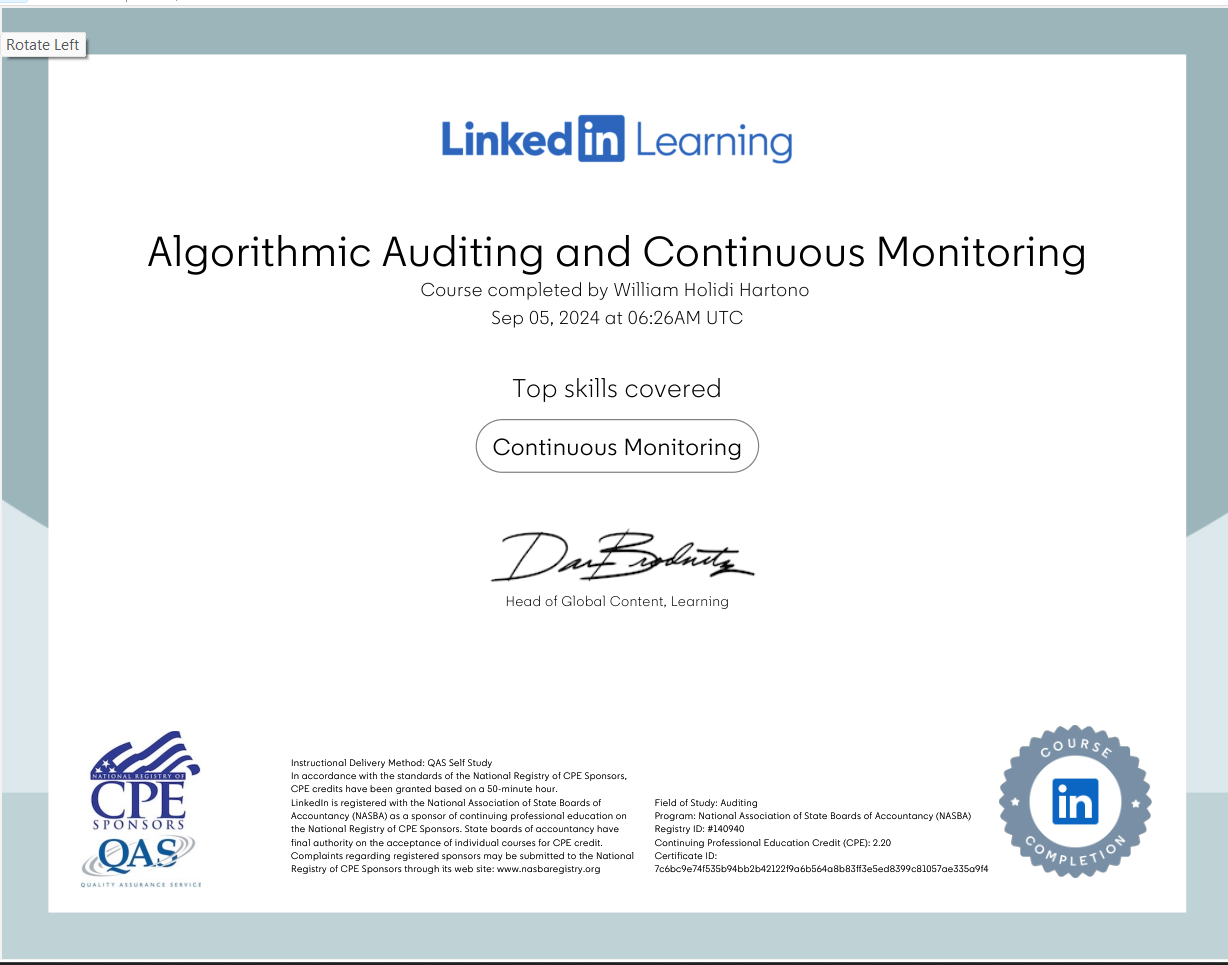 Rotate Left
Linked in Learning
Algorithmic Auditing and Continuous Monitoring
Course completed by William Holidi Hartono
Sep 05, 2024 at 06:26AM UTC
Top skills covered
Continuous Monitoring
Dan Brodnitz
Head of Global Content, Learning
NATIONAL REGISTRY OF
CPE
SPONSORS
QAS
QUALITY ASSURANCE SERVICE
Instructional Delivery Method: QAS Self Study
In accordance with the standards of the National Registry of CPE Sponsors,
CPE credits have been granted based on a 50-minute hour.
LinkedIn is registered with the National Association of State Boards of
Accountancy (NASBA) as a sponsor of continuing professional education on
the National Registry of CPE Sponsors. State boards of accountancy have
final authority on the acceptance of individual courses for CPE credit.
Complaints regarding registered sponsors may be submitted to the National
Registry of CPE Sponsors through its web site: www.nasbaregistry.org
Field of Study: Auditing
Program: National Association of State Boards of Accountancy (NASBA)
Registry ID: #140940
Continuing Professional Education Credit (CPE): 2.20
Certificate ID:
7c6bc9e74f535b94bb2b42122f9a6b564a8b83ff3e5ed8399c81057ae335a9f4
COURSE
in
COMPLETION